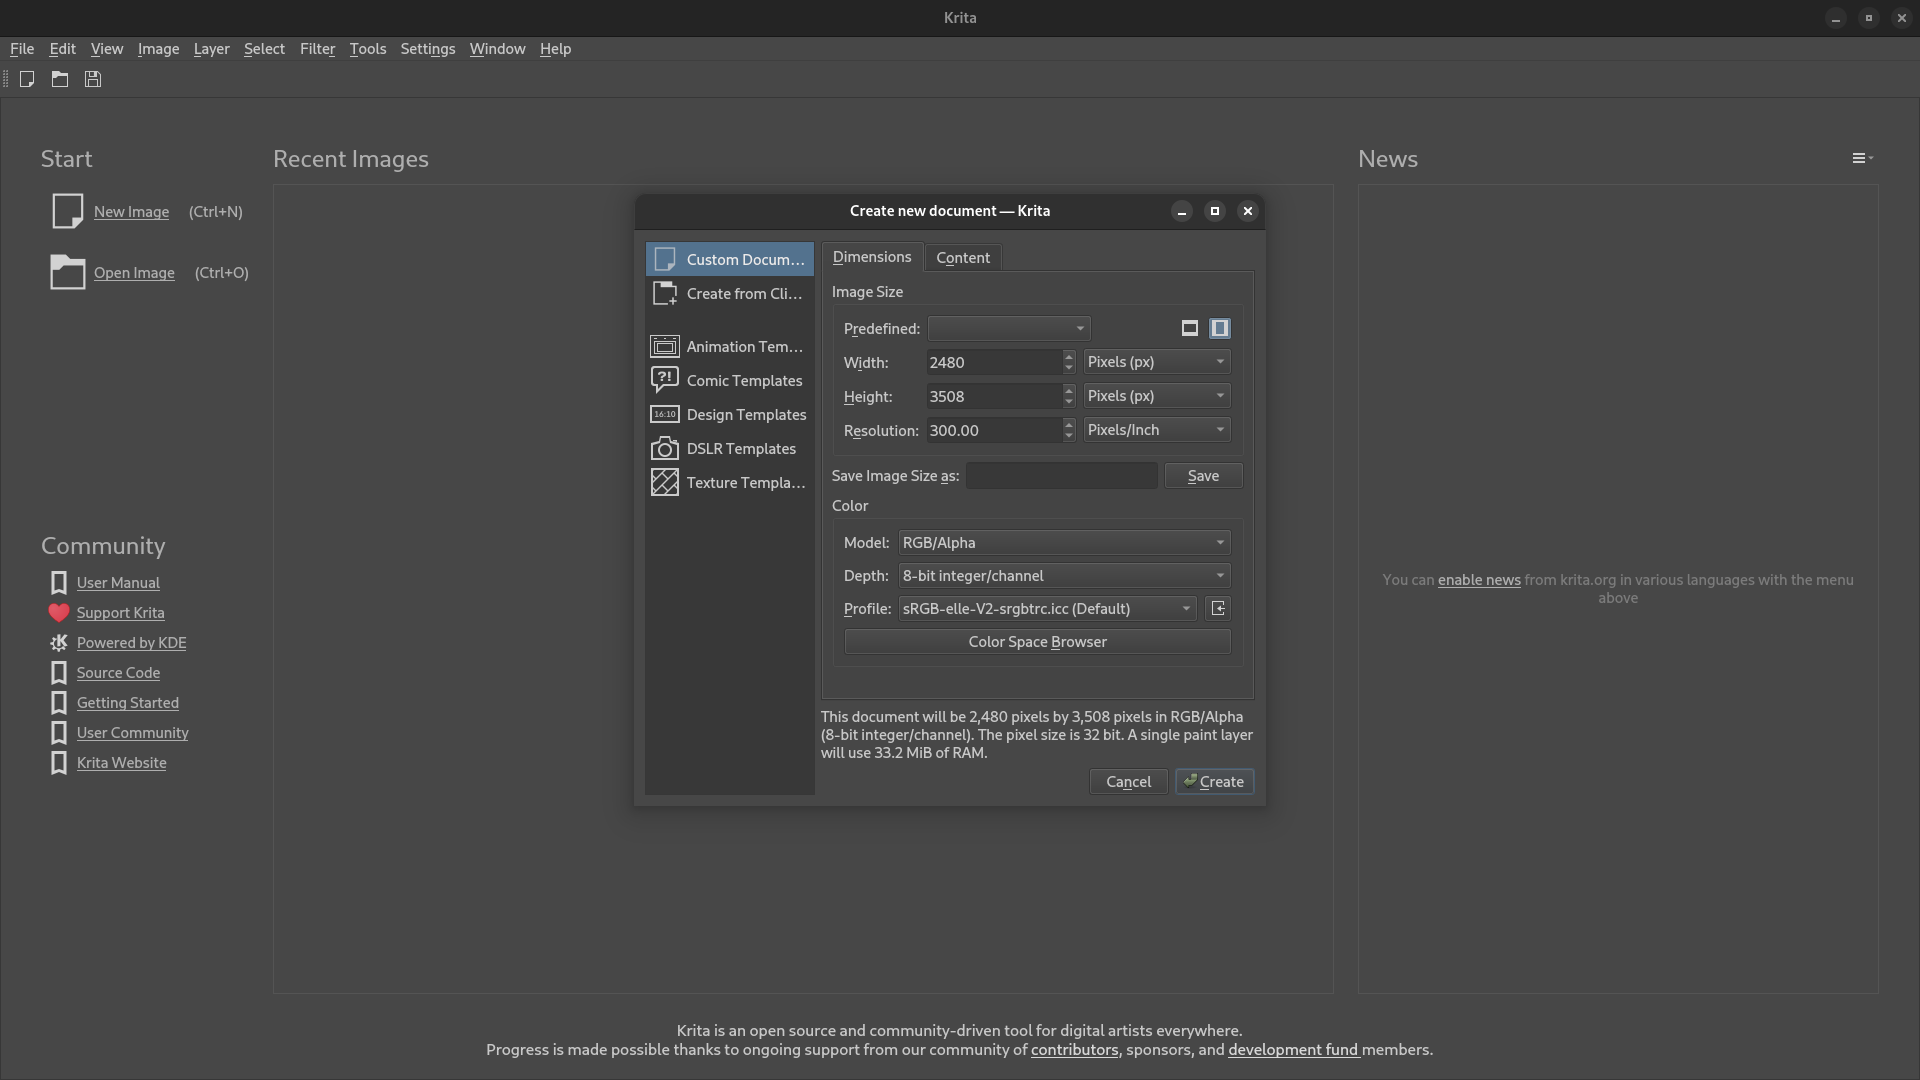 Krita
File Edit View Image Layer Select Filter Tools Settings Window Help
Start
New Image (Ctrl+N)
Open Image (Ctrl+O)
Community
User Manual
Support Krita
Powered by KDE
Source Code
Getting Started
User Community
Krita Website
Recent Images
Create new document — Krita
Custom Docum...
Create from Cli...
Animation Tem...
?!
Comic Templates
16:10
Design Templates
DSLR Templates
Texture Templa...
Dimensions Content
Image Size
Predefined:
Width: 2480 Pixels (px)
Height: 3508 Pixels (px)
Resolution: 300.00 Pixels/Inch
Save Image Size as: Save
Color
Model: RGB/Alpha
Depth: 8-bit integer/channel
Profile: sRGB-elle-V2-srgbtrc.icc (Default)
Color Space Browser
This document will be 2,480 pixels by 3,508 pixels in RGB/Alpha
(8-bit integer/channel). The pixel size is 32 bit. A single paint layer
will use 33.2 MiB of RAM.
Cancel Create
News
You can enable news from krita.org in various languages with the menu
above
Krita is an open source and community-driven tool for digital artists everywhere.
Progress is made possible thanks to ongoing support from our community of contributors, sponsors, and development fund members.